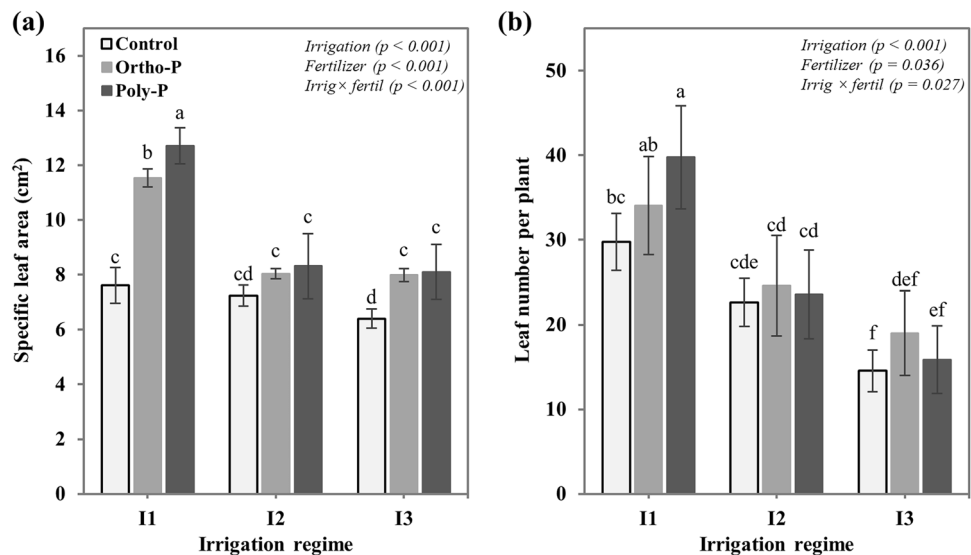 (a)
Control
Ortho-P
Poly-P
Irrigation (p < 0.001)
Fertilizer (p < 0.001)
Irrig× fertil (p < 0.001)
Specific leaf area (cm²)
16
14
12
10
8
6
4
2
0
c
b
a
cd
c
c
d
c
c
I1
I2
I3
Irrigation regime
(b)
Irrigation (p < 0.001)
Fertilizer (p = 0.036)
Irrig × fertil (p = 0.027)
Leaf number per plant
50
40
30
20
10
0
bc
ab
a
cde
cd
cd
f
def
ef
I1
I2
I3
Irrigation regime